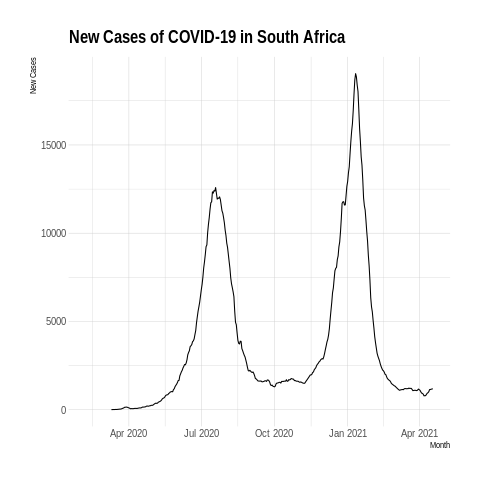 New Cases of COVID-19 in South Africa
New Cases
15000
10000
5000
0
Apr 2020 Jul 2020 Oct 2020 Jan 2021 Apr 2021
Month